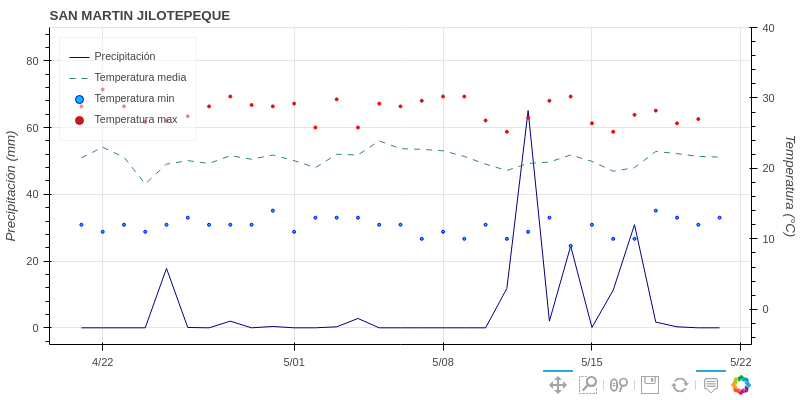 SAN MARTIN JILOTEPEQUE
Precipitación
Temperatura media
Temperatura min
Temperatura max
Precipitación (mm)
80
60
40
20
0
Temperatura (°C)
40
30
20
10
0
4/22
5/01
5/08
5/15
5/22